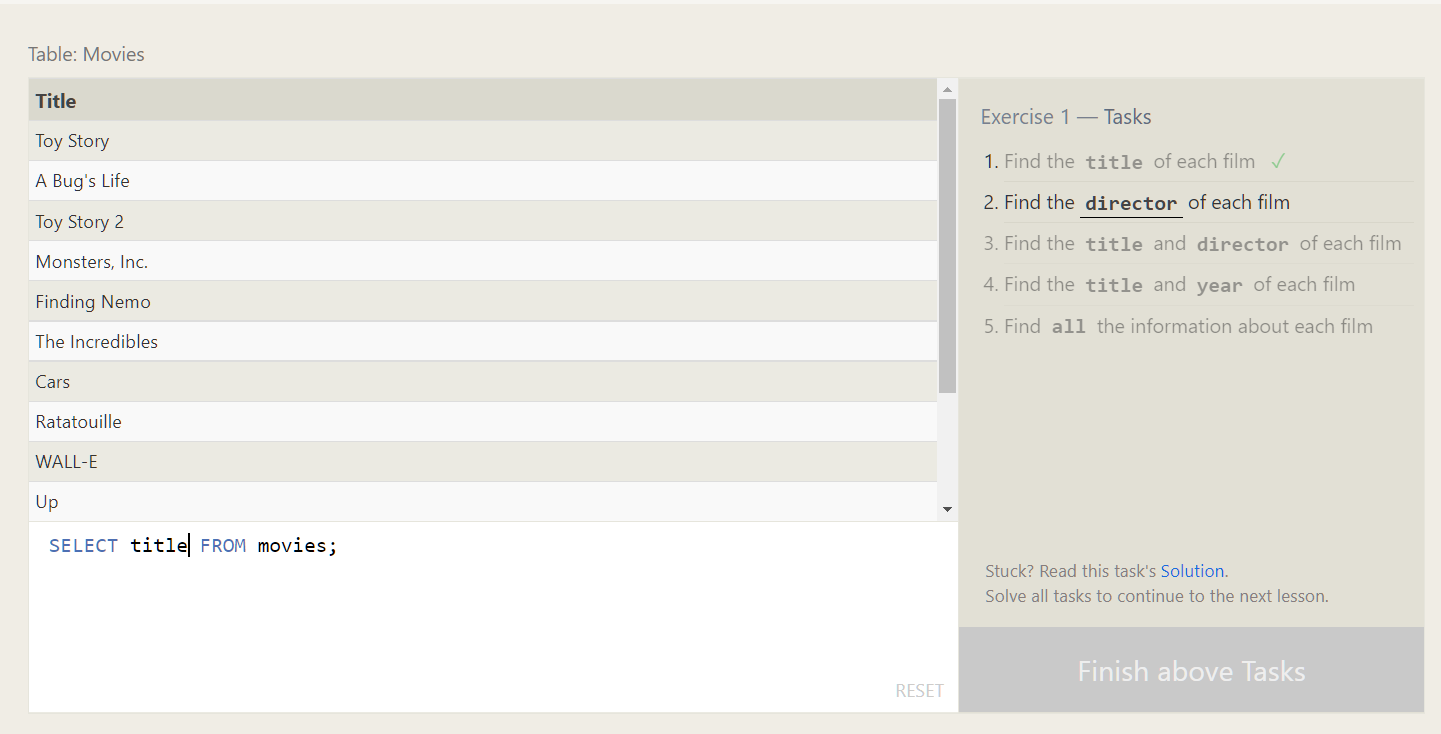 Table: Movies
Title
Toy Story
A Bug's Life
Toy Story 2
Monsters, Inc.
Finding Nemo
The Incredibles
Cars
Ratatouille
WALL-E
Up
SELECT title FROM movies;
RESET
Exercise 1 — Tasks
1. Find the title of each film ✓
2. Find the director of each film
3. Find the title and director of each film
4. Find the title and year of each film
5. Find all the information about each film
Stuck? Read this task's Solution.
Solve all tasks to continue to the next lesson.
Finish above Tasks